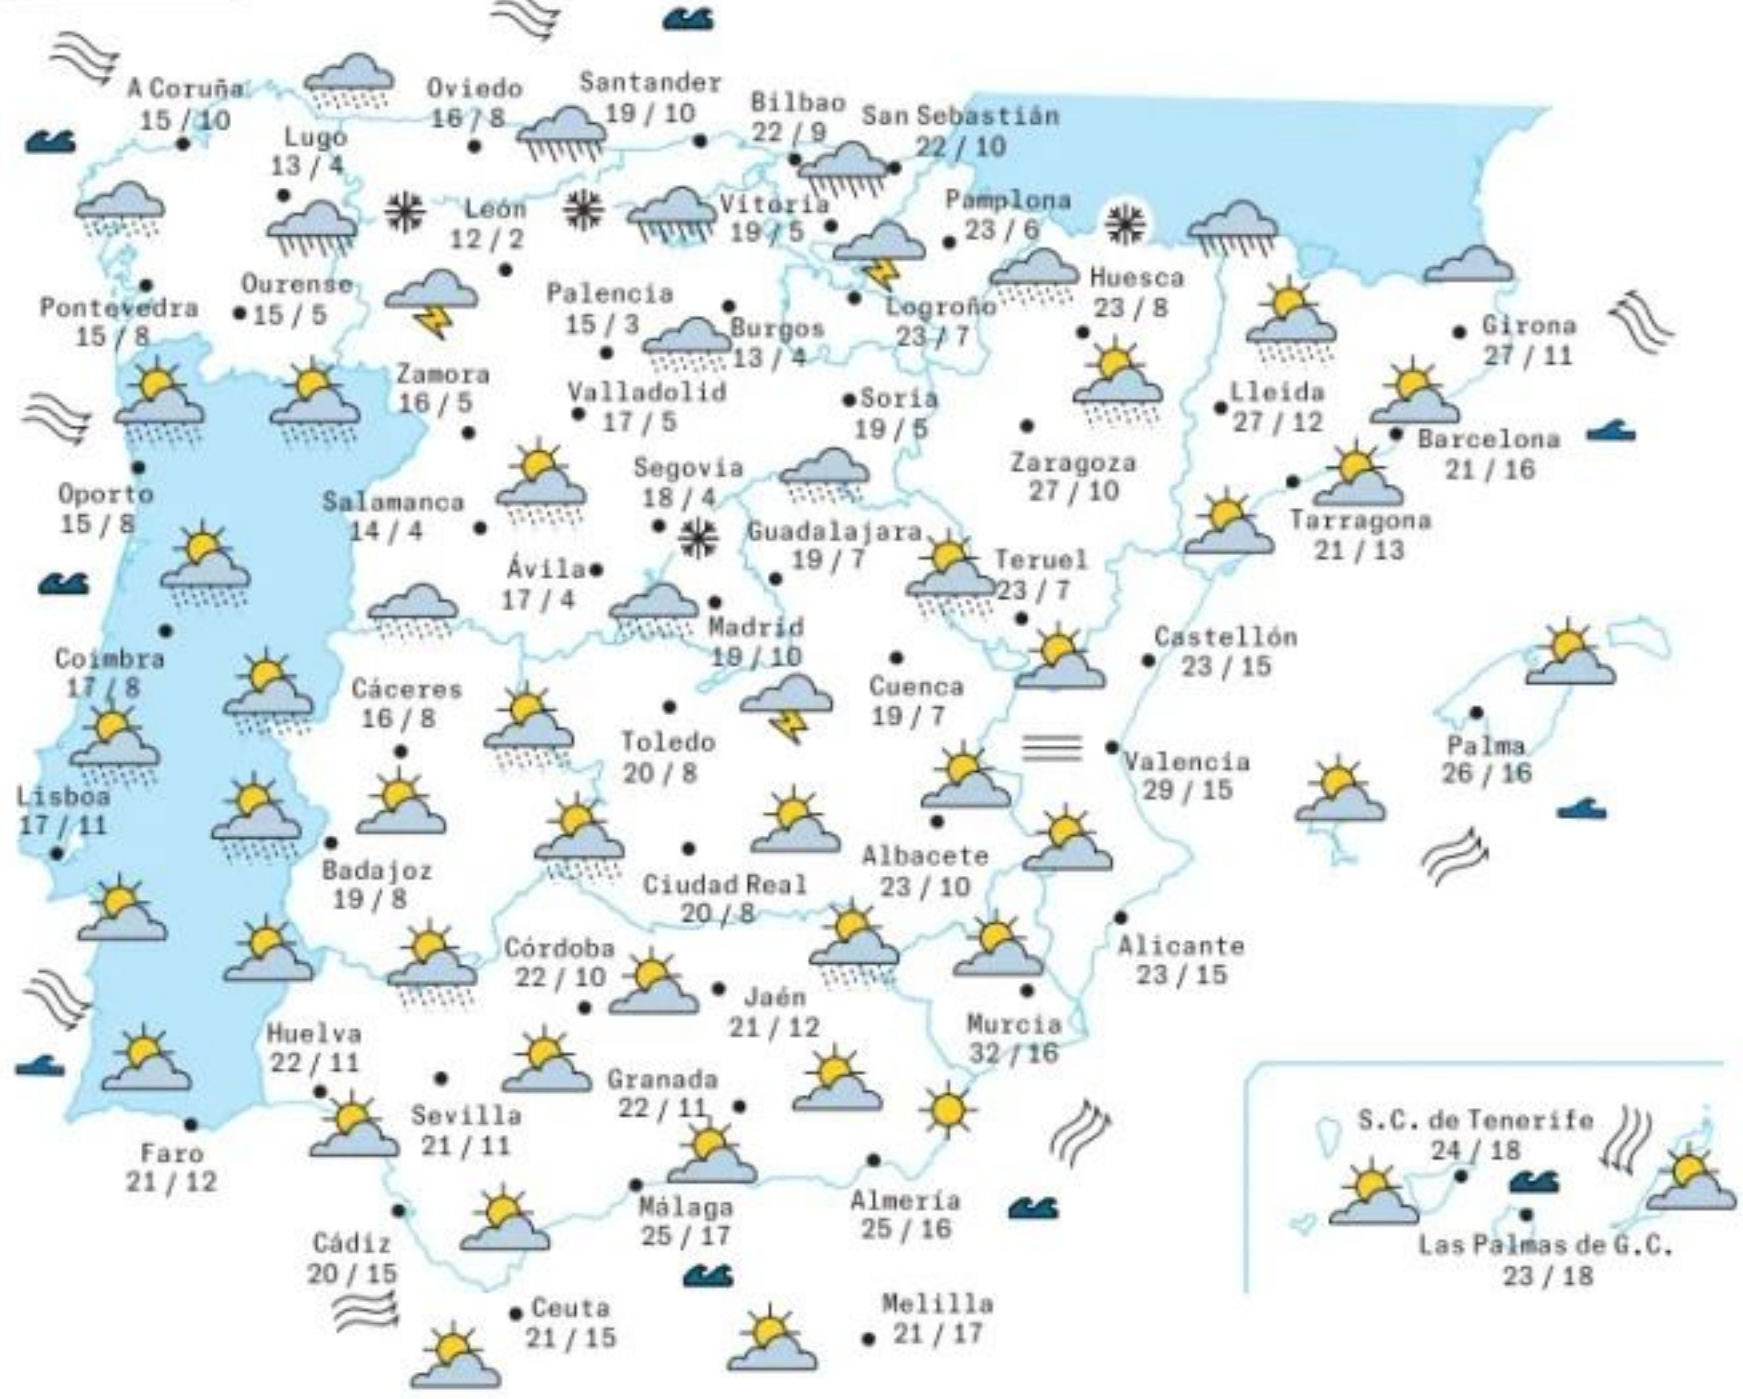 A Coruña
15 / 10
Lugo
13 / 4
Oviedo
16 / 8
Santander
19 / 10
Bilbao
22 / 9
San Sebastián
22 / 10
León
12 / 2
Vitoria
19 / 5
Pamplona
23 / 6
Pontevedra
15 / 8
Ourense
15 / 5
Palencia
15 / 3
Burgos
13 / 4
Logroño
23 / 7
Huesca
23 / 8
Girona
27 / 11
Zamora
16 / 5
Valladolid
17 / 5
Soria
19 / 5
Lleida
27 / 12
Barcelona
21 / 16
Oporto
15 / 8
Salamanca
14 / 4
Segovia
18 / 4
Zaragoza
27 / 10
Tarragona
21 / 13
Ávila
17 / 4
Guadalajara
19 / 7
Teruel
23 / 7
Madrid
19 / 10
Castellón
23 / 15
Coimbra
17 / 8
Cáceres
16 / 8
Toledo
20 / 8
Cuenca
19 / 7
Valencia
29 / 15
Palma
26 / 16
Lisboa
17 / 11
Badajoz
19 / 8
Ciudad Real
20 / 8
Albacete
23 / 10
Alicante
23 / 15
Córdoba
22 / 10
Jaén
21 / 12
Murcia
32 / 16
Huelva
22 / 11
Sevilla
21 / 11
Granada
22 / 11
Faro
21 / 12
Málaga
25 / 17
Almería
25 / 16
Cádiz
20 / 15
Ceuta
21 / 15
Melilla
21 / 17
S.C. de Tenerife
24 / 18
Las Palmas de G.C.
23 / 18